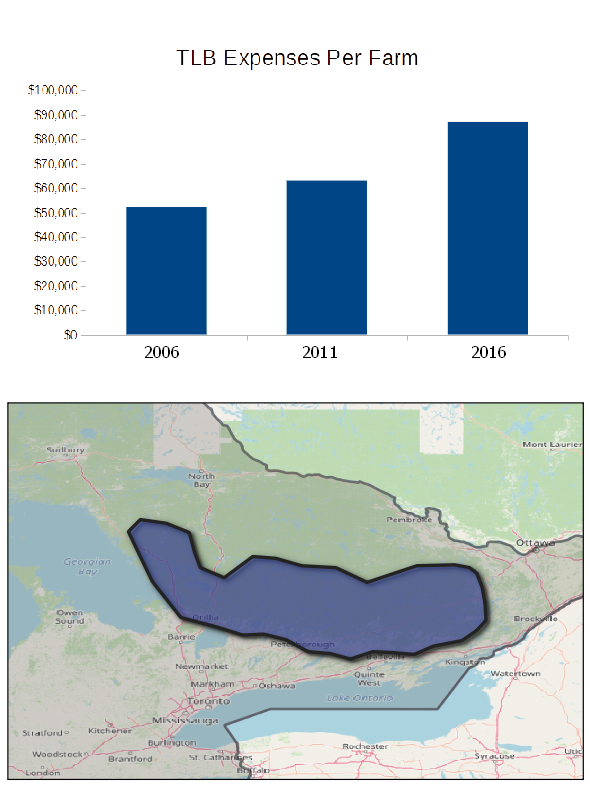 TLB Expenses Per Farm
$100,000
$90,000
$80,000
$70,000
$60,000
$50,000
$40,000
$30,000
$20,000
$10,000
$0
2006
2011
2016
Mont Laurier
Sudbury
North
Bay
Pembroke
Ottawa
Georgian
Bay
Owen
Sound
Orillia
Brockville
Barrie
Peterborough
Belleville
Kingston
Newmarket
Quinte
West
Watertown
Markham
Oshawa
Lake Ontario
Toronto
Mississauga
Stratford
Kitchener
Burlington
Rochester
Woodstock
Brantford
St. Catharines
Syracuse
Utic
London
Buffalo